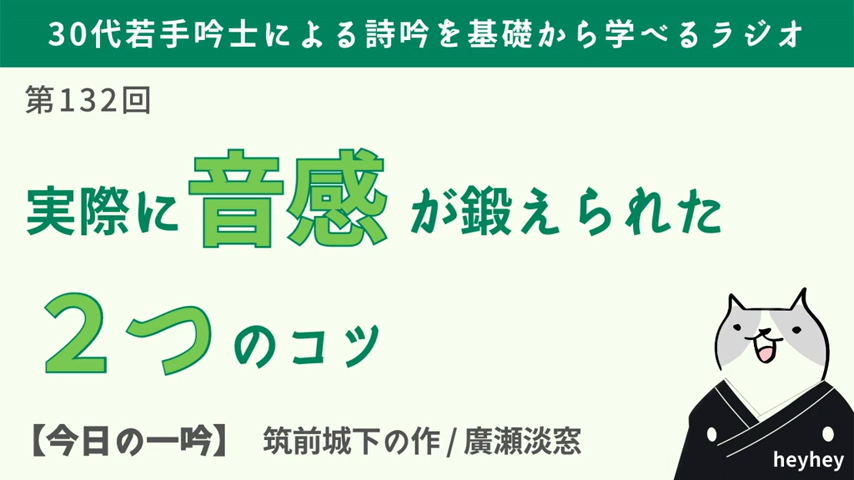 30代若手吟士による詩吟を基礎から学べるラジオ
第132回
実際に音感が鍛えられた
2つのコツ
【今日の一吟】 筑前城下の作/廣瀬淡窓
heyhey